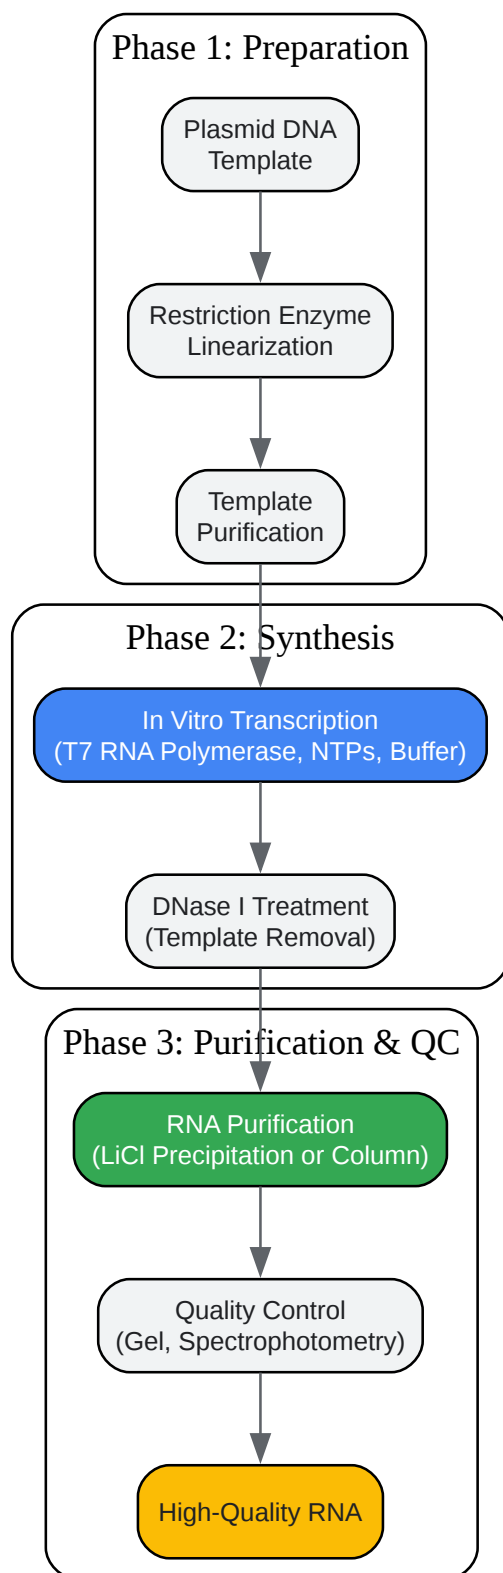 Phase 1: Preparation
Plasmid DNA
Template
Restriction Enzyme
Linearization
Template
Purification
Phase 2: Synthesis
In Vitro Transcription
(T7 RNA Polymerase, NTPs, Buffer)
DNase I Treatment
(Template Removal)
Phase 3: Purification & QC
RNA Purification
(LiCl Precipitation or Column)
Quality Control
(Gel, Spectrophotometry)
High-Quality RNA